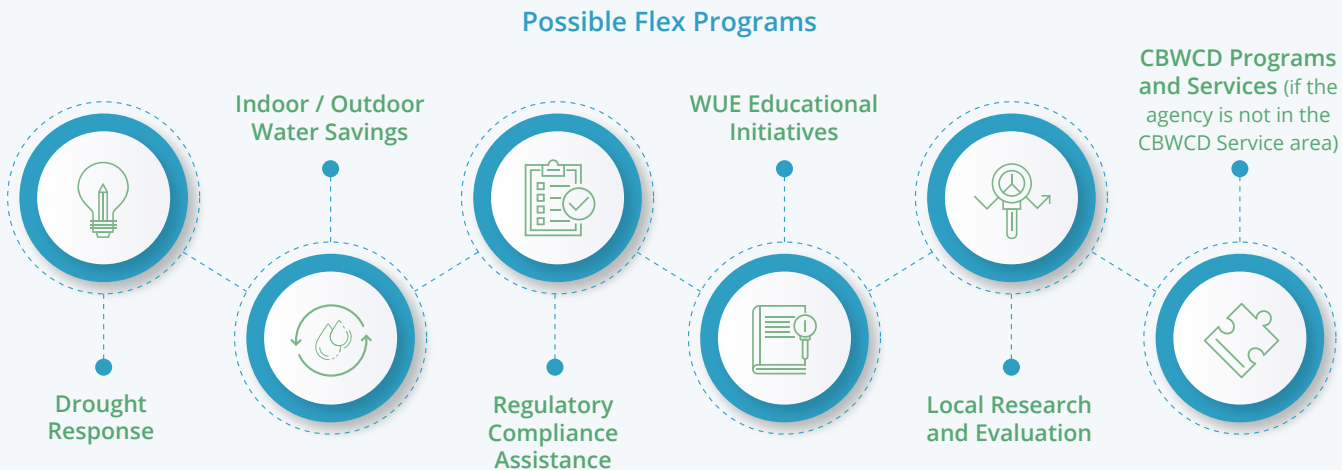 Possible Flex Programs
Drought
Response
Indoor / Outdoor
Water Savings
Regulatory
Compliance
Assistance
WUE Educational
Initiatives
Local Research
and Evaluation
CBWCD Programs
and Services (if the
agency is not in the
CBWCD Service area)